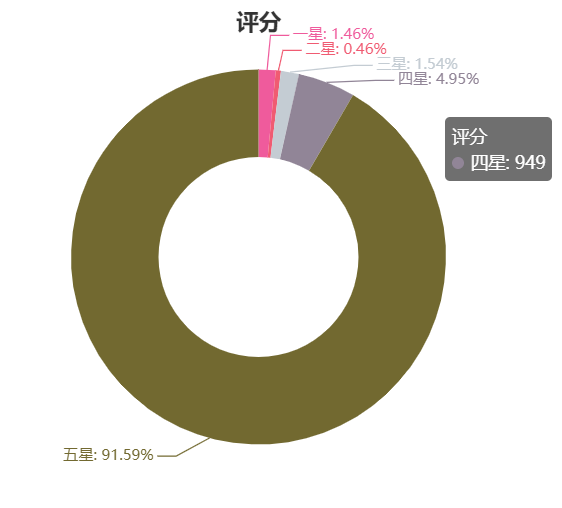 评分
一星: 1.46%
二星: 0.46%
三星: 1.54%
四星: 4.95%
评分
四星: 949
五星: 91.59%